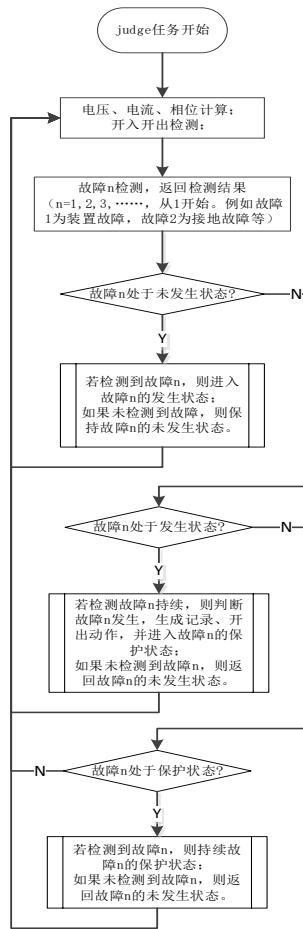 judge任务开始
电压、电流、相位计算；
开入开出检测；
故障n检测，返回检测结果
（n=1,2,3,……，从1开始。例如故障
1为装置故障，故障2为接地故障等）
故障n处于未发生状态？
N
Y
若检测到故障n，则进入
故障n的发生状态；
如果未检测到故障，则保
持故障n的未发生状态。
故障n处于发生状态？
N
Y
若检测故障n持续，则判断
故障n发生，生成记录、开
出动作，并进入故障n的保
护状态；
如果未检测到故障n，则返
回故障n的未发生状态。
N
故障n处于保护状态？
Y
若检测到故障n，则持续故
障n的保护状态；
如果未检测到故障n，则返
回故障n的未发生状态。